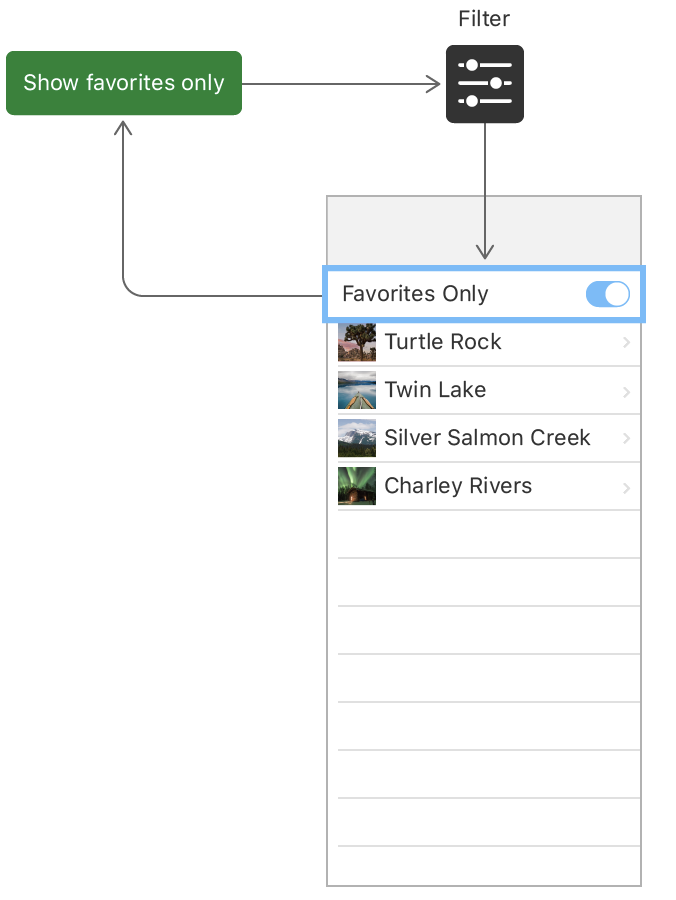 Filter
Show favorites only
Favorites Only
Turtle Rock
Twin Lake
Silver Salmon Creek
Charley Rivers